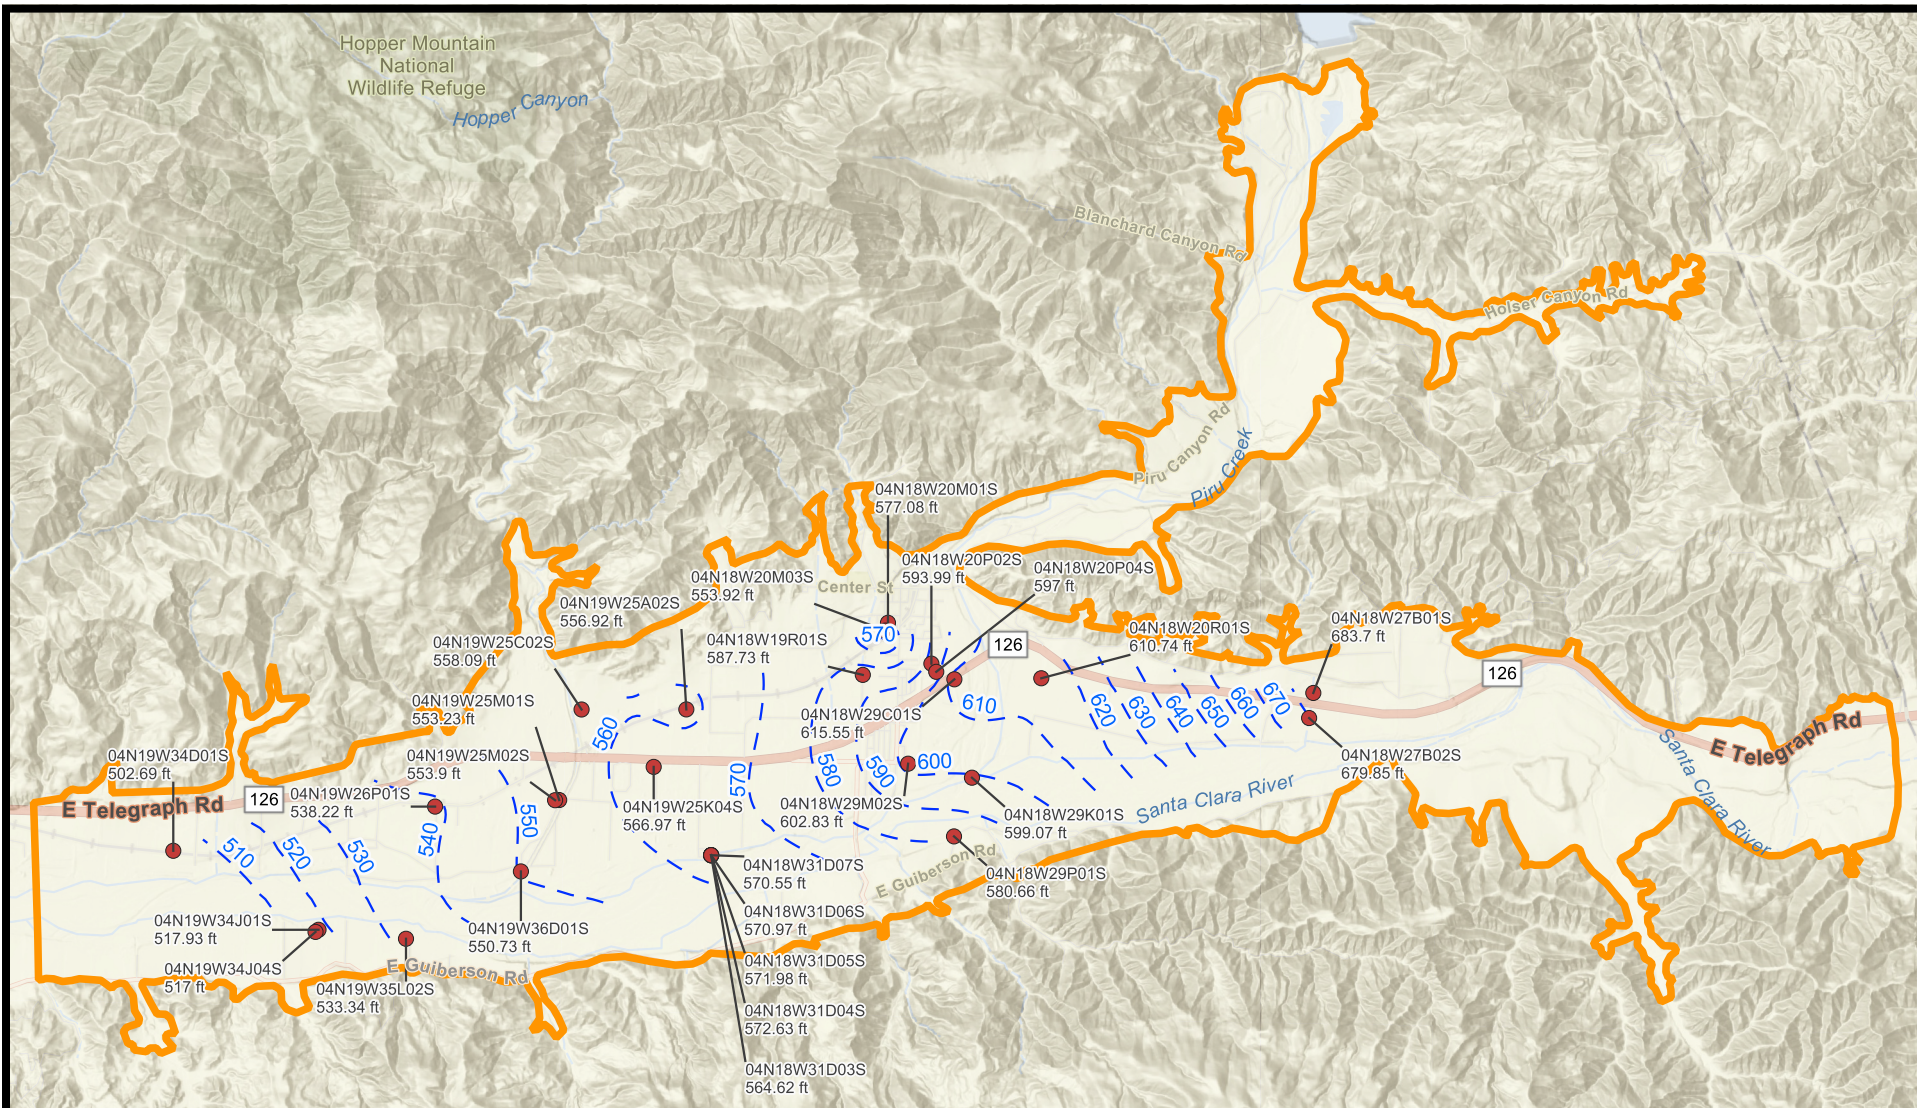 Hopper Mountain
National
Wildlife Refuge
Hopper Canyon
Blanchard Canyon Rd
Holser Canyon Rd
Piru Canyon Rd
Piru Creek
04N18W20M01S
577.08 ft
04N18W20P02S
593.99 ft
04N18W20P04S
597 ft
04N18W20M03S
553.92 ft
Center St
04N19W25A02S
556.92 ft
04N18W20R01S
610.74 ft
04N18W27B01S
683.7 ft
04N19W25C02S
558.09 ft
04N18W19R01S
587.73 ft
570
126
126
04N19W25M01S
553.23 ft
04N18W29C01S
615.55 ft
610
620
630
640
650
660
670
560
04N19W34D01S
502.69 ft
04N19W25M02S
553.9 ft
04N18W27B02S
679.85 ft
E Telegraph Rd
Santa Clara River
600
570
580
590
E Telegraph Rd
126
04N19W26P01S
538.22 ft
04N19W25K04S
566.97 ft
04N18W29M02S
602.83 ft
04N18W29K01S
599.07 ft
Santa Clara River
510
520
530
540
550
04N18W31D07S
570.55 ft
E Guiberson Rd
04N18W29P01S
580.66 ft
04N19W34J01S
517.93 ft
04N19W36D01S
550.73 ft
04N18W31D06S
570.97 ft
04N19W34J04S
517 ft
E Guiberson Rd
04N18W31D05S
571.98 ft
04N19W35L02S
533.34 ft
04N18W31D04S
572.63 ft
04N18W31D03S
564.62 ft